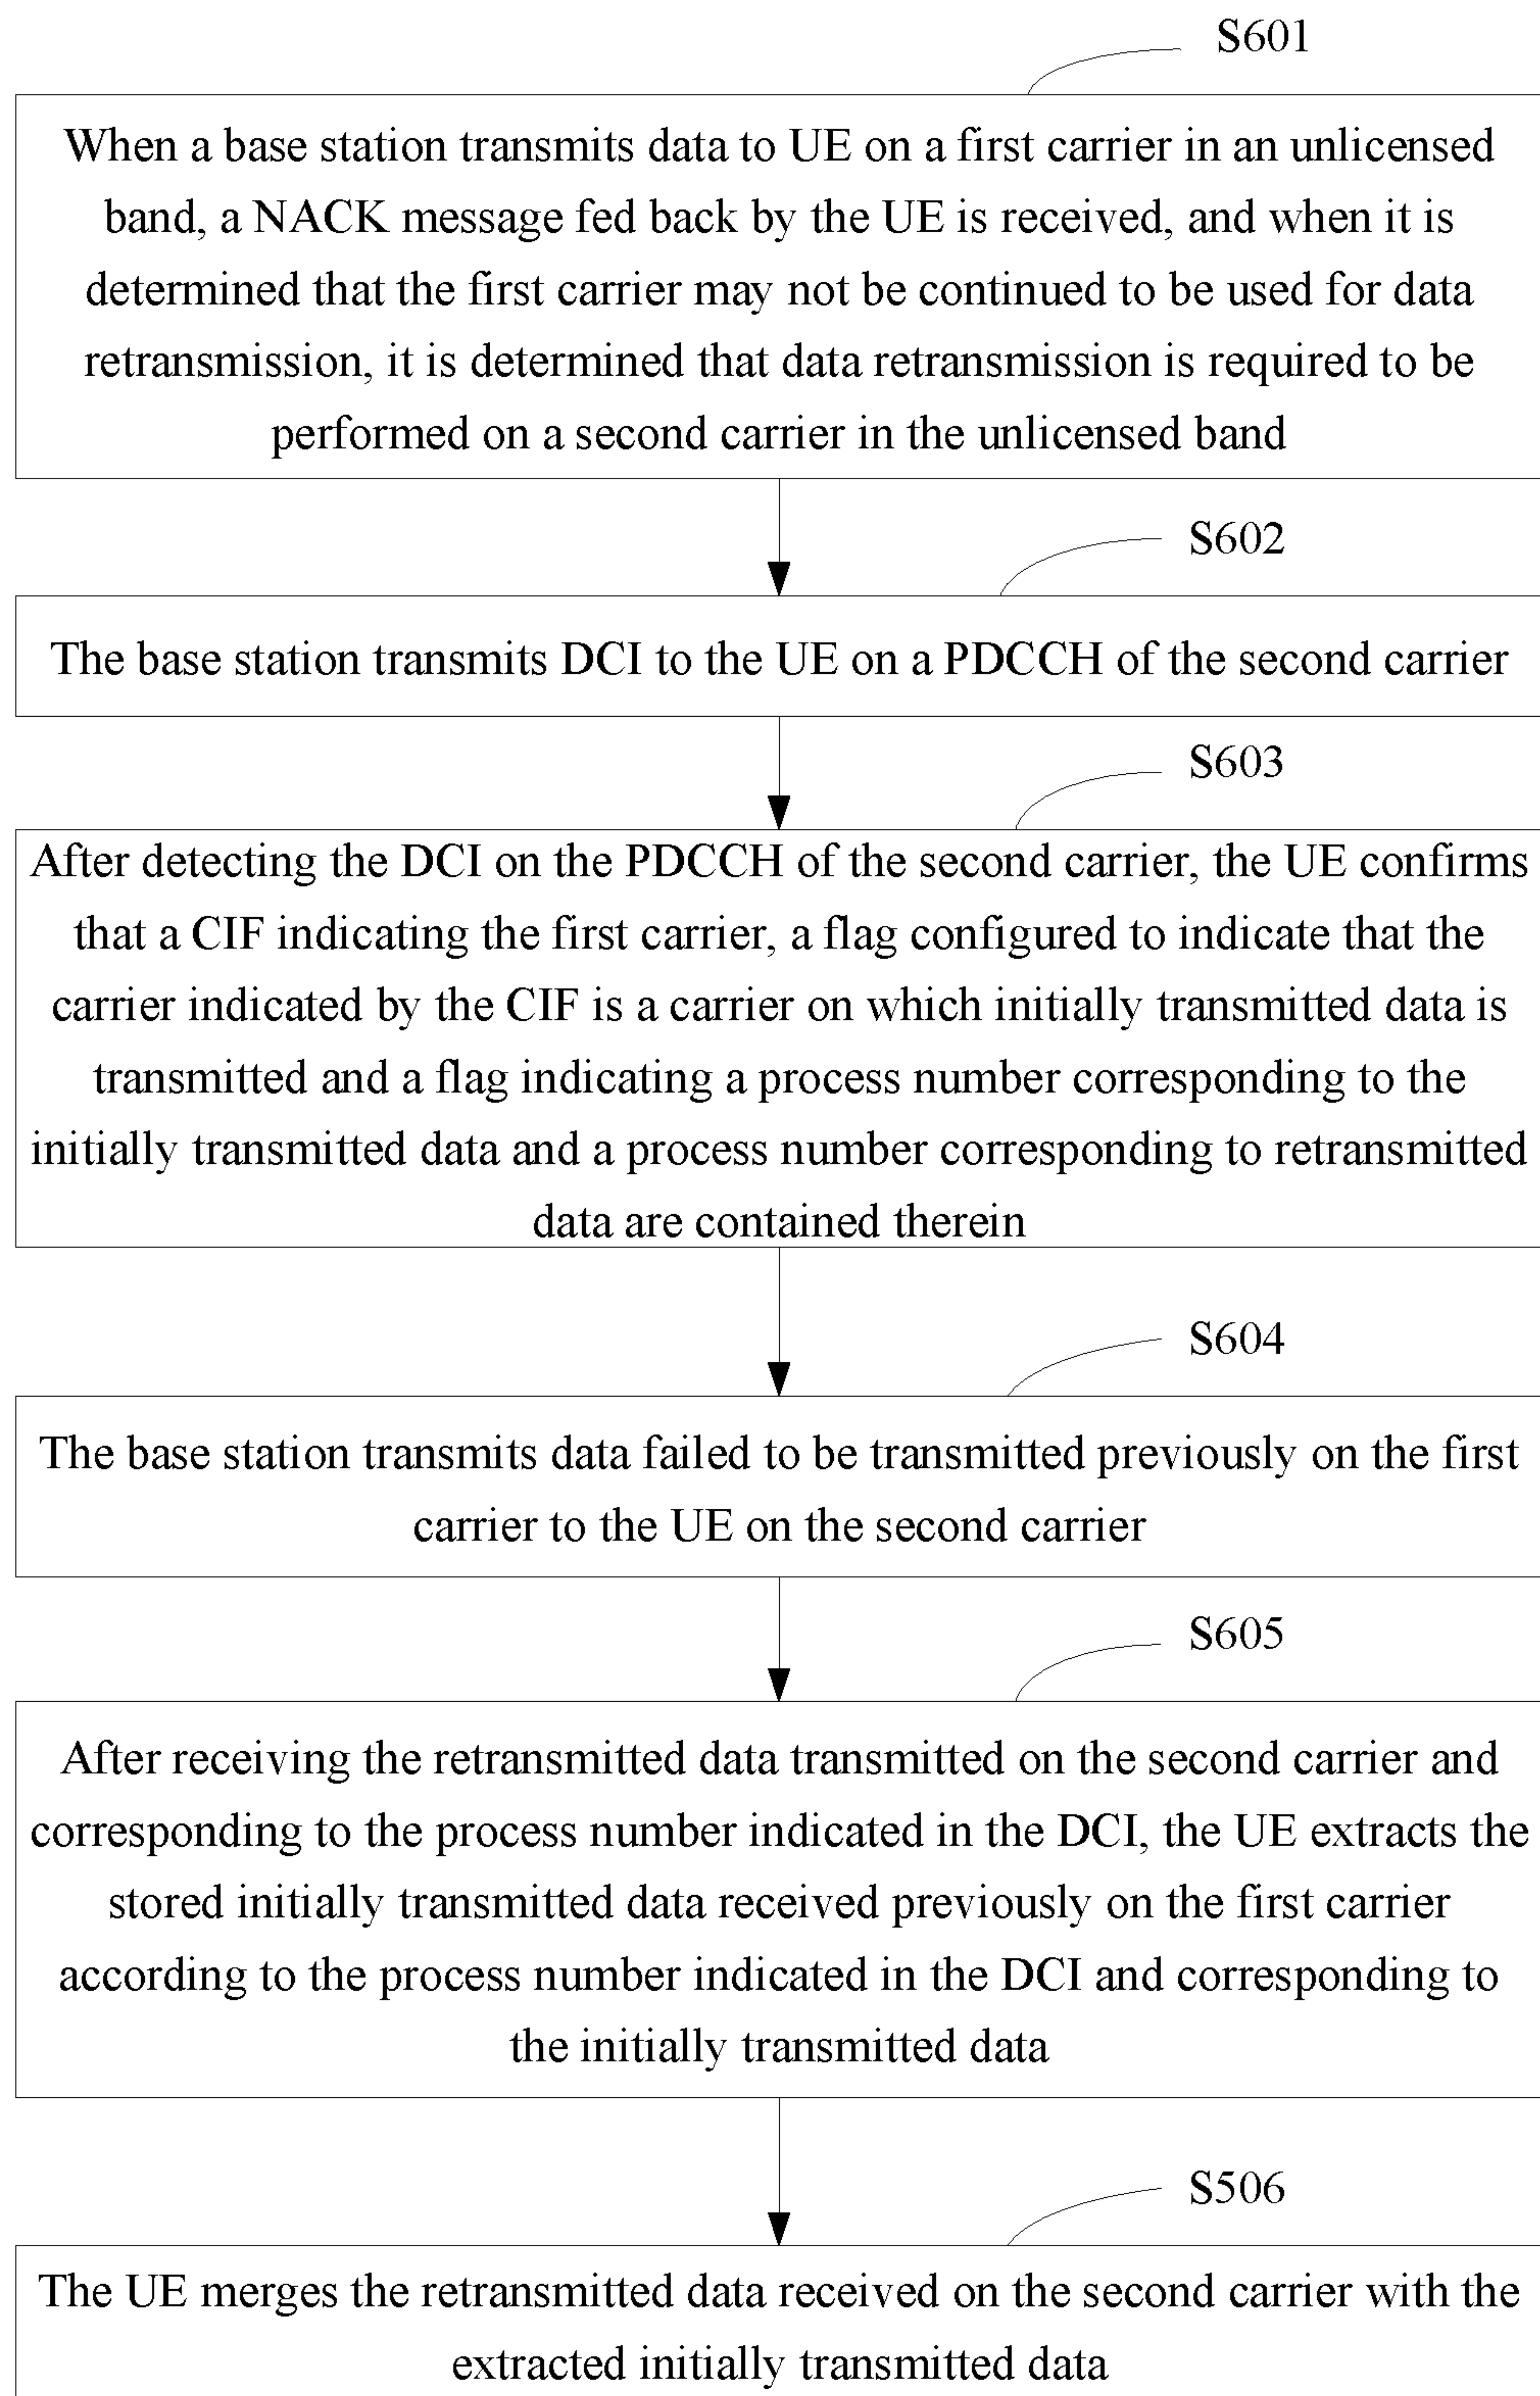 S601
When a base station transmits data to UE on a first carrier in an unlicensed
band, a NACK message fed back by the UE is received, and when it is
determined that the first carrier may not be continued to be used for data
retransmission, it is determined that data retransmission is required to be
performed on a second carrier in the unlicensed band
S602
The base station transmits DCI to the UE on a PDCCH of the second carrier
S603
After detecting the DCI on the PDCCH of the second carrier, the UE confirms
that a CIF indicating the first carrier, a flag configured to indicate that the
carrier indicated by the CIF is a carrier on which initially transmitted data is
transmitted and a flag indicating a process number corresponding to the
initially transmitted data and a process number corresponding to retransmitted
data are contained therein
S604
The base station transmits data failed to be transmitted previously on the first
carrier to the UE on the second carrier
S605
After receiving the retransmitted data transmitted on the second carrier and
corresponding to the process number indicated in the DCI, the UE extracts the
stored initially transmitted data received previously on the first carrier
according to the process number indicated in the DCI and corresponding to
the initially transmitted data
S506
The UE merges the retransmitted data received on the second carrier with the
extracted initially transmitted data